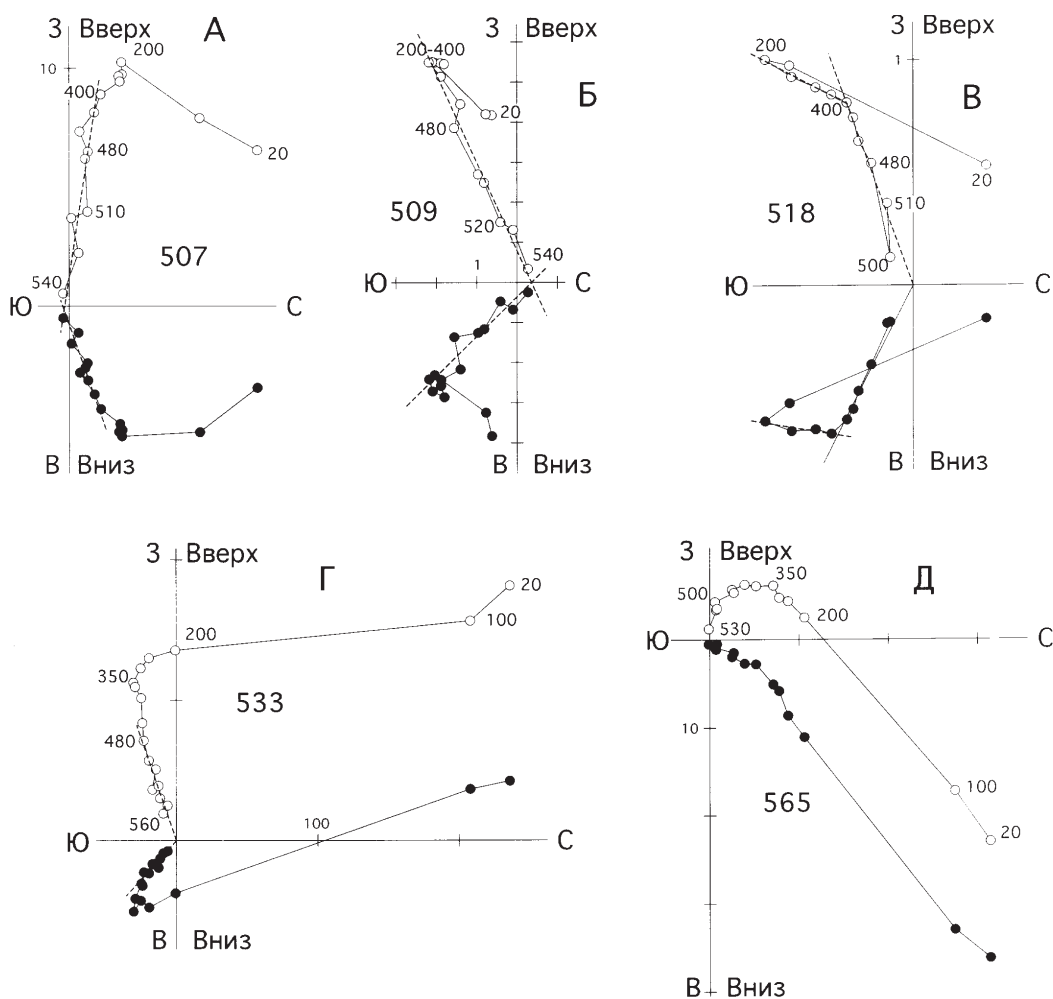 З Вверх
А
200
10
400
480
20
510
507
540
Ю
С
В Вниз
З Вверх
200-400
Б
20
480
509
520
1
540
Ю
С
В Вниз
З Вверх
200
1
В
400
480
20
510
518
500
Ю
С
В Вниз
З Вверх
Г
20
100
200
350
533
480
560
Ю
100
С
В Вниз
З Вверх
Д
350
500
200
530
Ю
С
10
100
565
20
В Вниз